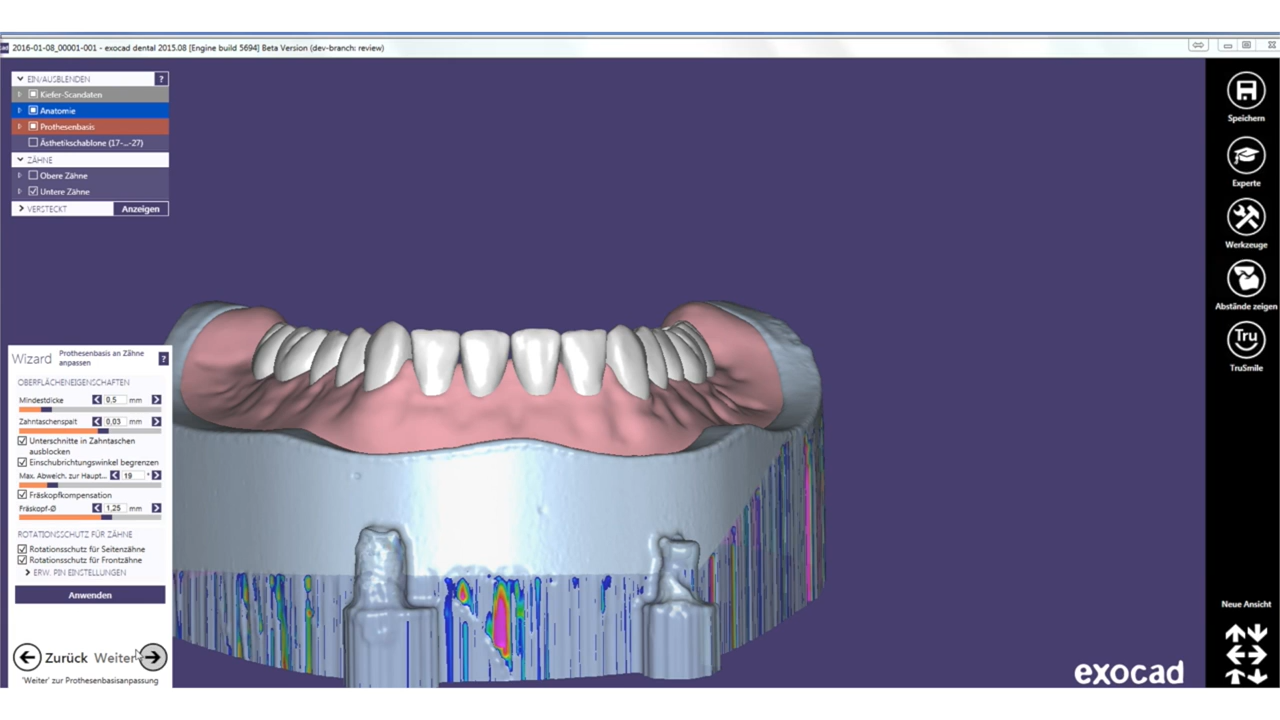 2016-01-08_00001-001 - exocad dental 2015.08 [Engine build 5694] Beta Version (dev-branch: review)
EIN/AUSBLENDEN ?
Kiefer-Scandaten
Anatomie
Prothesenbasis
Ästhetikschablone (17-...-27)
ZÄHNE
Obere Zähne
Untere Zähne
VERSTECKT Anzeigen
Wizard Prothesenbasis an Zähne
anpassen ?
OBERFLÄCHENEIGENSCHAFTEN
Mindestdicke 0,5 mm
Zahntaschenspalt 0,03 mm
Unterschnitte in Zahntaschen
ausblocken
Einschubrichtungswinkel begrenzen
Max. Abweich. zur Haupt... 19 °
Fräskopfkompensation
Fräskopf-Ø 1,25 mm
ROTATIONSSCHUTZ FÜR ZÄHNE
Rotationsschutz für Seitenzähne
Rotationsschutz für Frontzähne
ERW. PIN EINSTELLUNGEN
Anwenden
Zurück Weiter
'Weiter' zur Prothesenbasisanpassung
Speichern
Experte
Werkzeuge
Abstände zeigen
Tru
TruSmile
Neue Ansicht
exocad